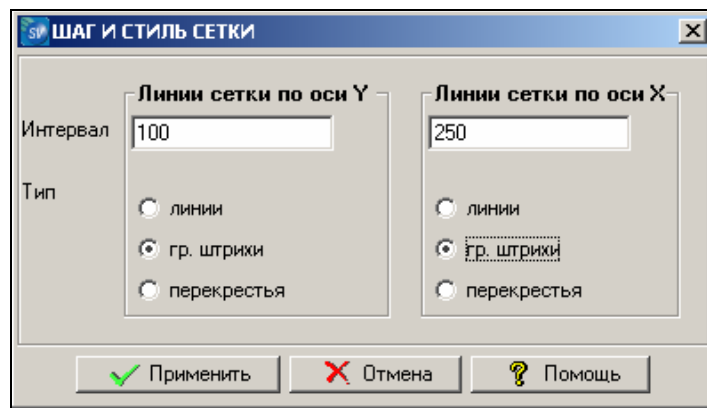 ШАГ И СТИЛЬ СЕТКИ
Линии сетки по оси Y
Линии сетки по оси X
Интервал
100
250
Тип
линии
линии
гр. штрихи
гр. штрихи
перекрестья
перекрестья
Применить
Отмена
Помощь